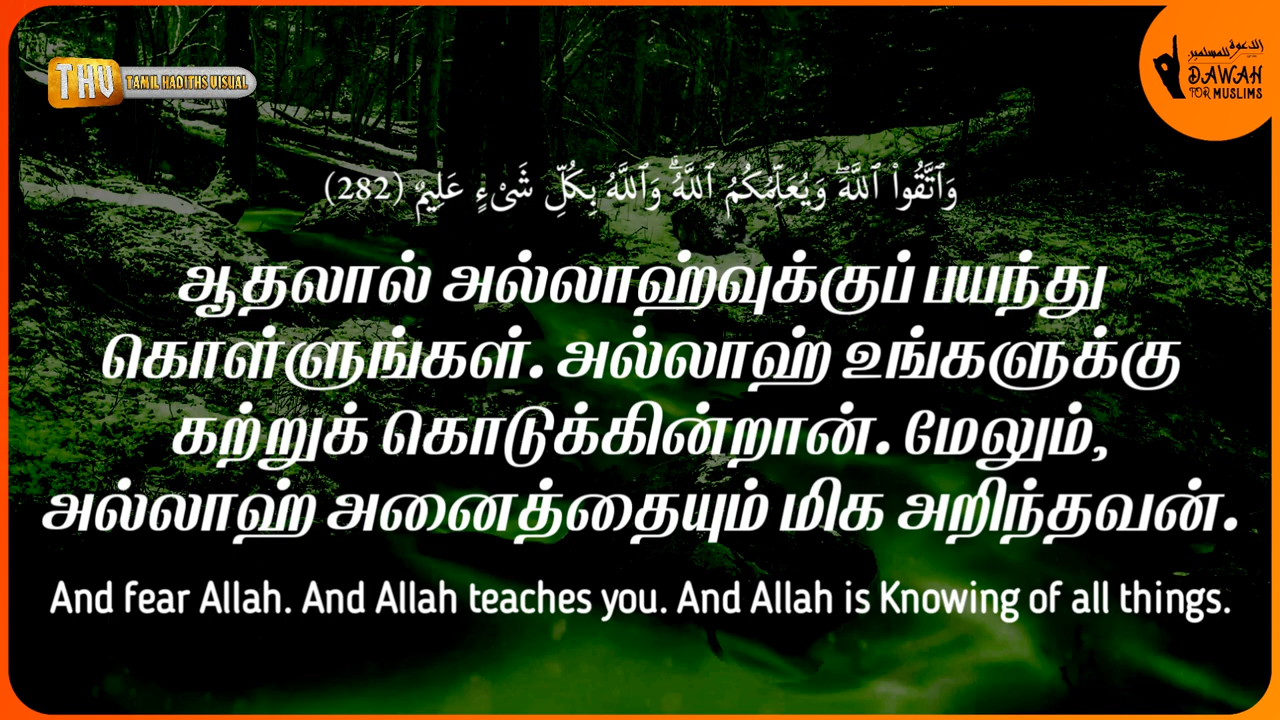 THV TAMIL HADITHS VISUAL
الدعوة للمسلمين
DAWAH
FOR MUSLIMS
وَٱتَّقُوا۟ ٱللَّهَ ۖ وَيُعَلِّمُكُمُ ٱللَّهُ ۗ وَٱللَّهُ بِكُلِّ شَىْءٍ عَلِيمٌ (282)
ஆதலால் அல்லாஹ்வுக்குப் பயந்து
கொள்ளுங்கள். அல்லாஹ் உங்களுக்கு
கற்றுக் கொடுக்கின்றான். மேலும்,
அல்லாஹ் அனைத்தையும் மிக அறிந்தவன்.
And fear Allah. And Allah teaches you. And Allah is Knowing of all things.